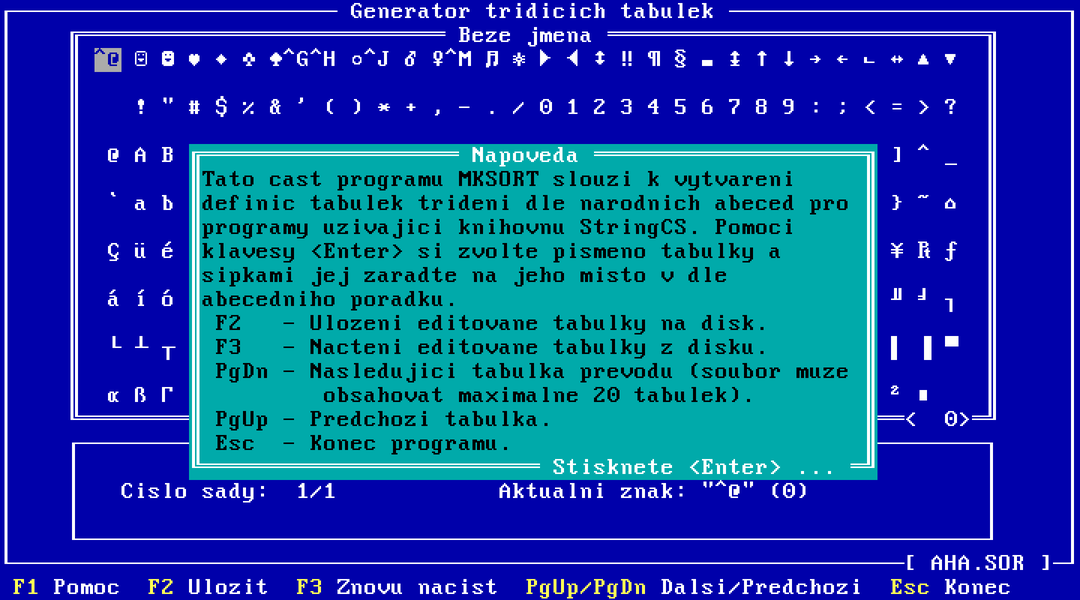 Generator tridicich tabulek
Beze jmena
^@ ☺ ☻ ♥ ♦ ♣ ♠ ^G ^H ○ ^J ♂ ♀ ^M ♫ ☼ ► ◄ ↕ ‼ ¶ § ▬ ↨ ↑ ↓ → ← ∟ ↔ ▲ ▼
! " # $ % & ' ( ) * + , - . / 0 1 2 3 4 5 6 7 8 9 : ; < = > ?
@ A B ] ^ _
Napoveda
Tato cast programu MKSORT slouzi k vytvareni
` a b } ~ ⌂
definic tabulek trideni dle narodnich abeced pro
programy uzivajici knihovnu StringCS. Pomoci
Ç ü é ¥ ₧ ƒ
klavesy <Enter> si zvolte pismeno tabulky a
sipkami jej zaradte na jeho misto v dle
á í ó ╜ ╛ ┐
abecedniho poradku.
F2 - Ulozeni editovane tabulky na disk.
└ ┴ ┬ ▌ ▐ ▀
F3 - Nacteni editovane tabulky z disku.
PgDn - Nasledujici tabulka prevodu (soubor muze
α ß Γ ² ■
obsahovat maximalne 20 tabulek).
PgUp - Predchozi tabulka.
< 0>
Esc - Konec programu.
Stisknete <Enter> ...
Cislo sady: 1/1 Aktualni znak: "^@" (0)
[ AHA.SOR ]
F1 Pomoc F2 Ulozit F3 Znovu nacist PgUp/PgDn Dalsi/Predchozi Esc Konec